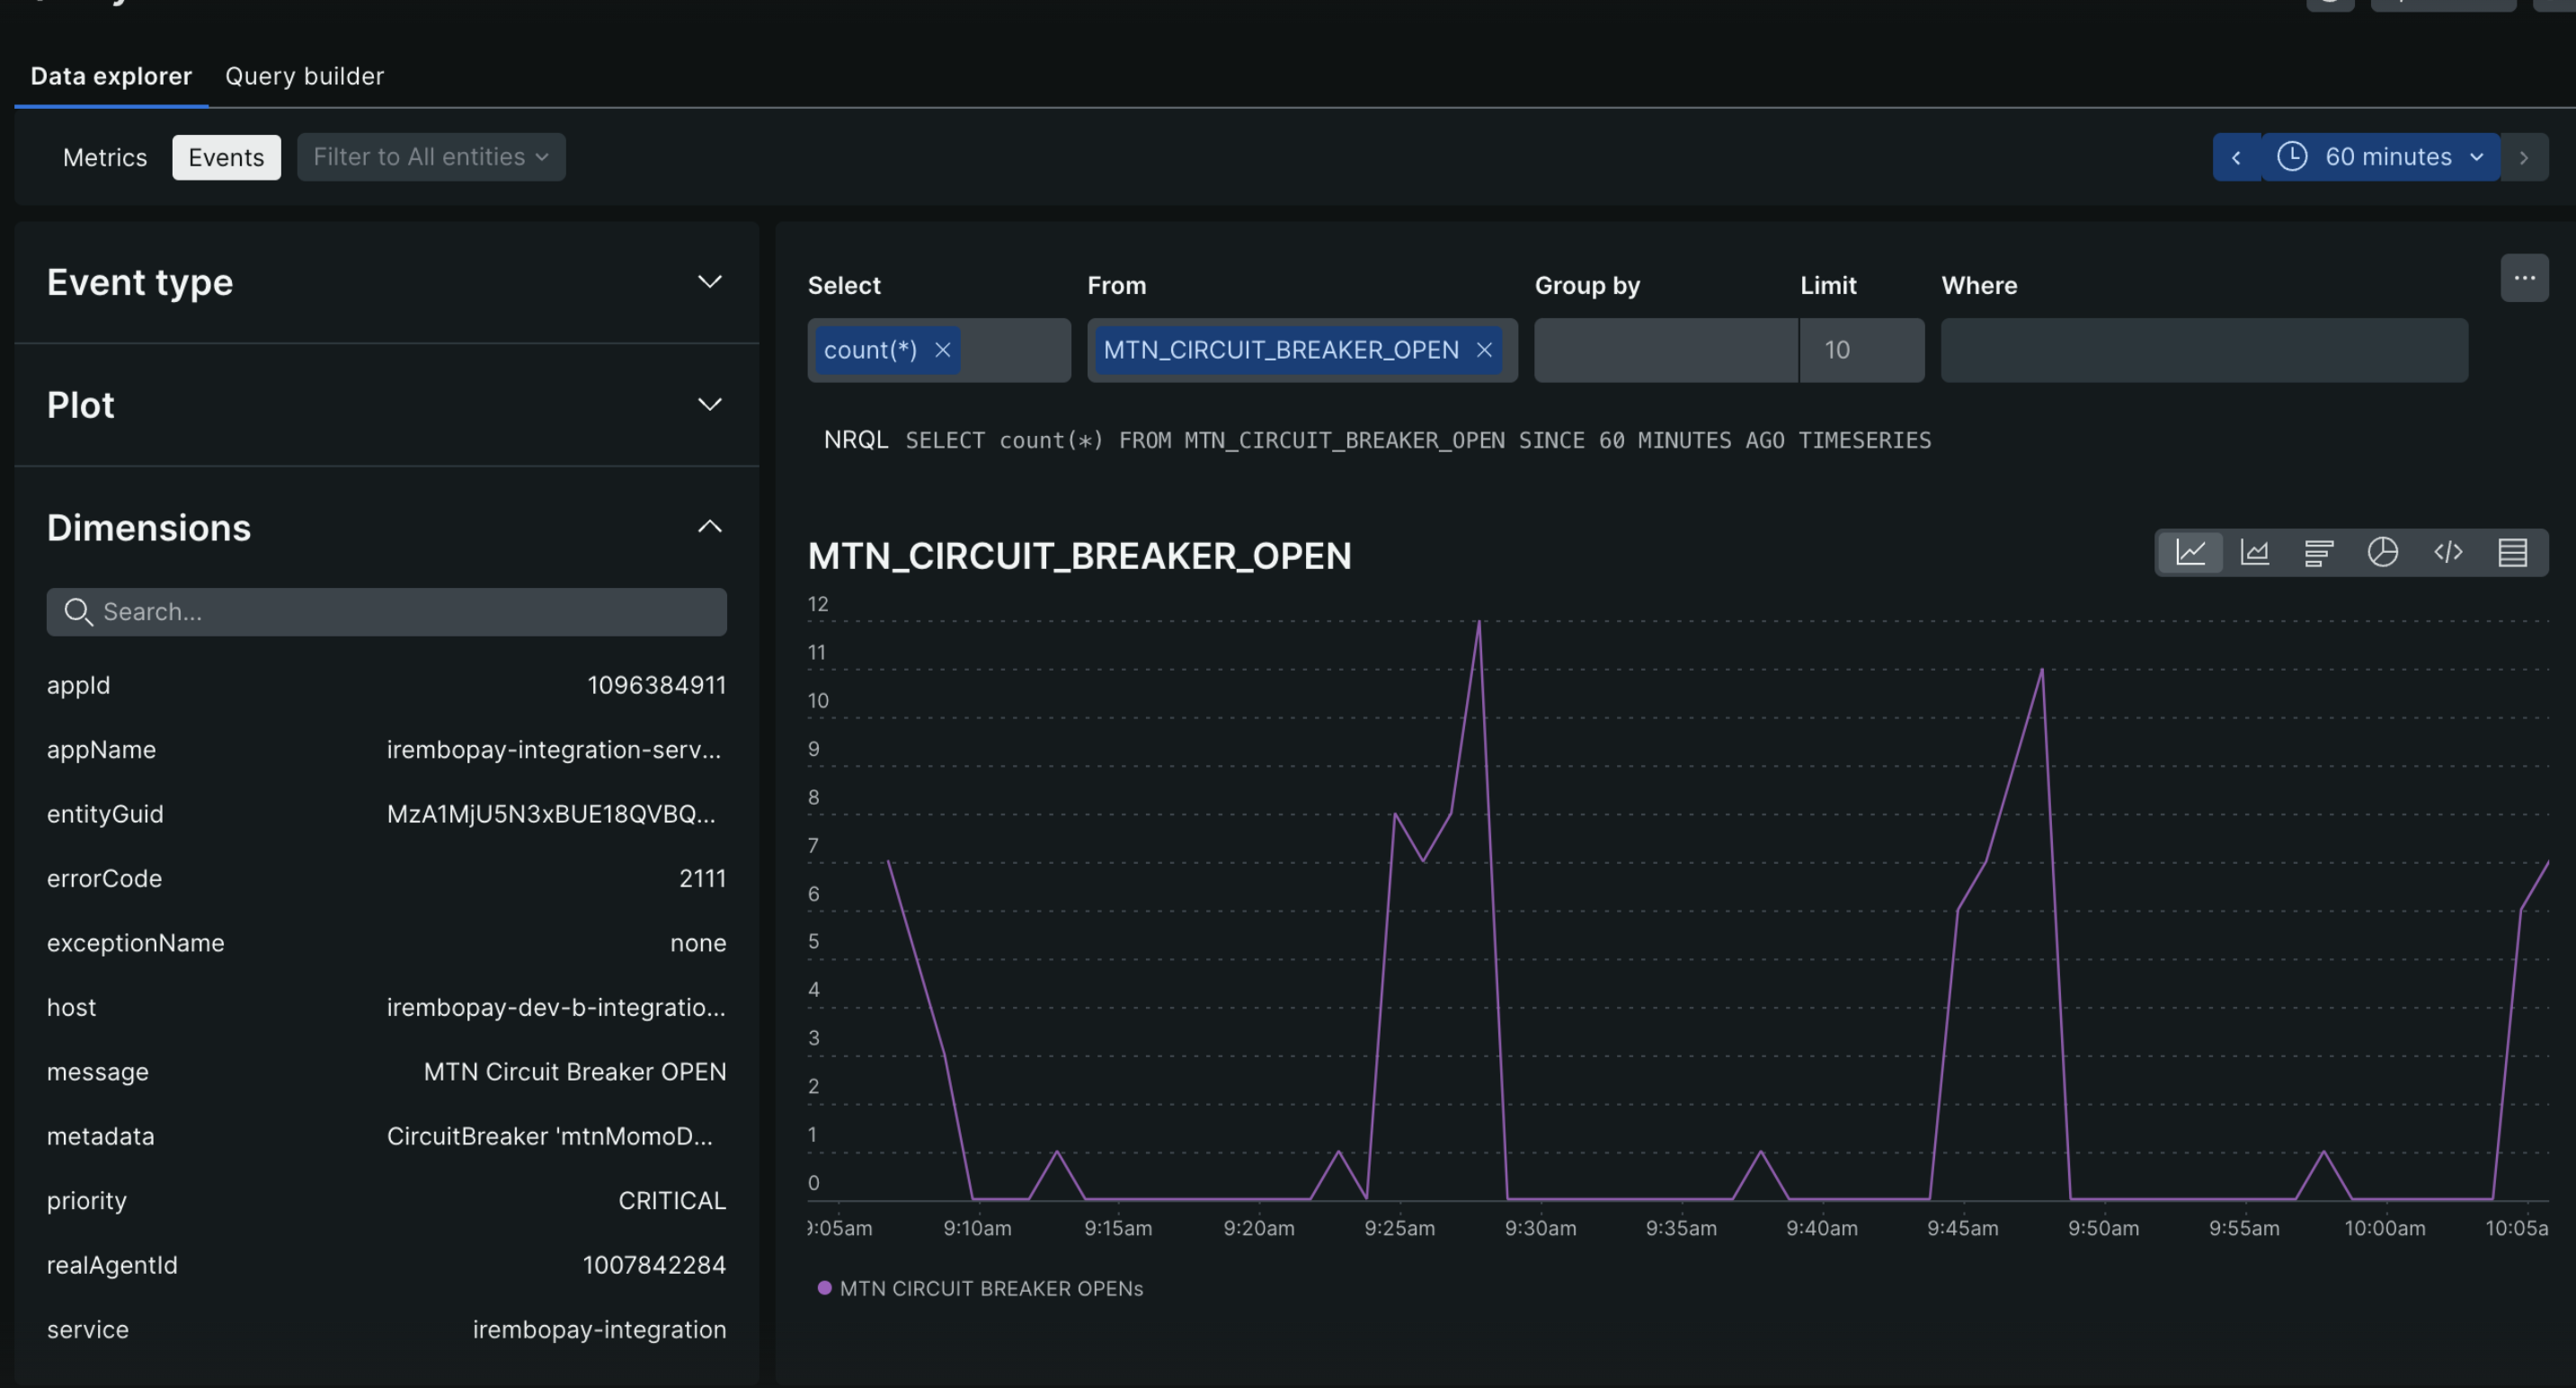 Data explorer Query builder
Metrics Events Filter to All entities 60 minutes
Event type
Plot
Dimensions
Search...
appId 1096384911
appName irembopay-integration-serv...
entityGuid MzA1MjU5N3xBUE18QVBQ...
errorCode 2111
exceptionName none
host irembopay-dev-b-integratio...
message MTN Circuit Breaker OPEN
metadata CircuitBreaker 'mtnMomoD...
priority CRITICAL
realAgentId 1007842284
service irembopay-integration
Select From Group by Limit Where
count(*) MTN_CIRCUIT_BREAKER_OPEN 10
NRQL SELECT count(*) FROM MTN_CIRCUIT_BREAKER_OPEN SINCE 60 MINUTES AGO TIMESERIES
MTN_CIRCUIT_BREAKER_OPEN
12
11
10
9
8
7
6
5
4
3
2
1
0
9:05am 9:10am 9:15am 9:20am 9:25am 9:30am 9:35am 9:40am 9:45am 9:50am 9:55am 10:00am 10:05a
MTN CIRCUIT BREAKER OPENs